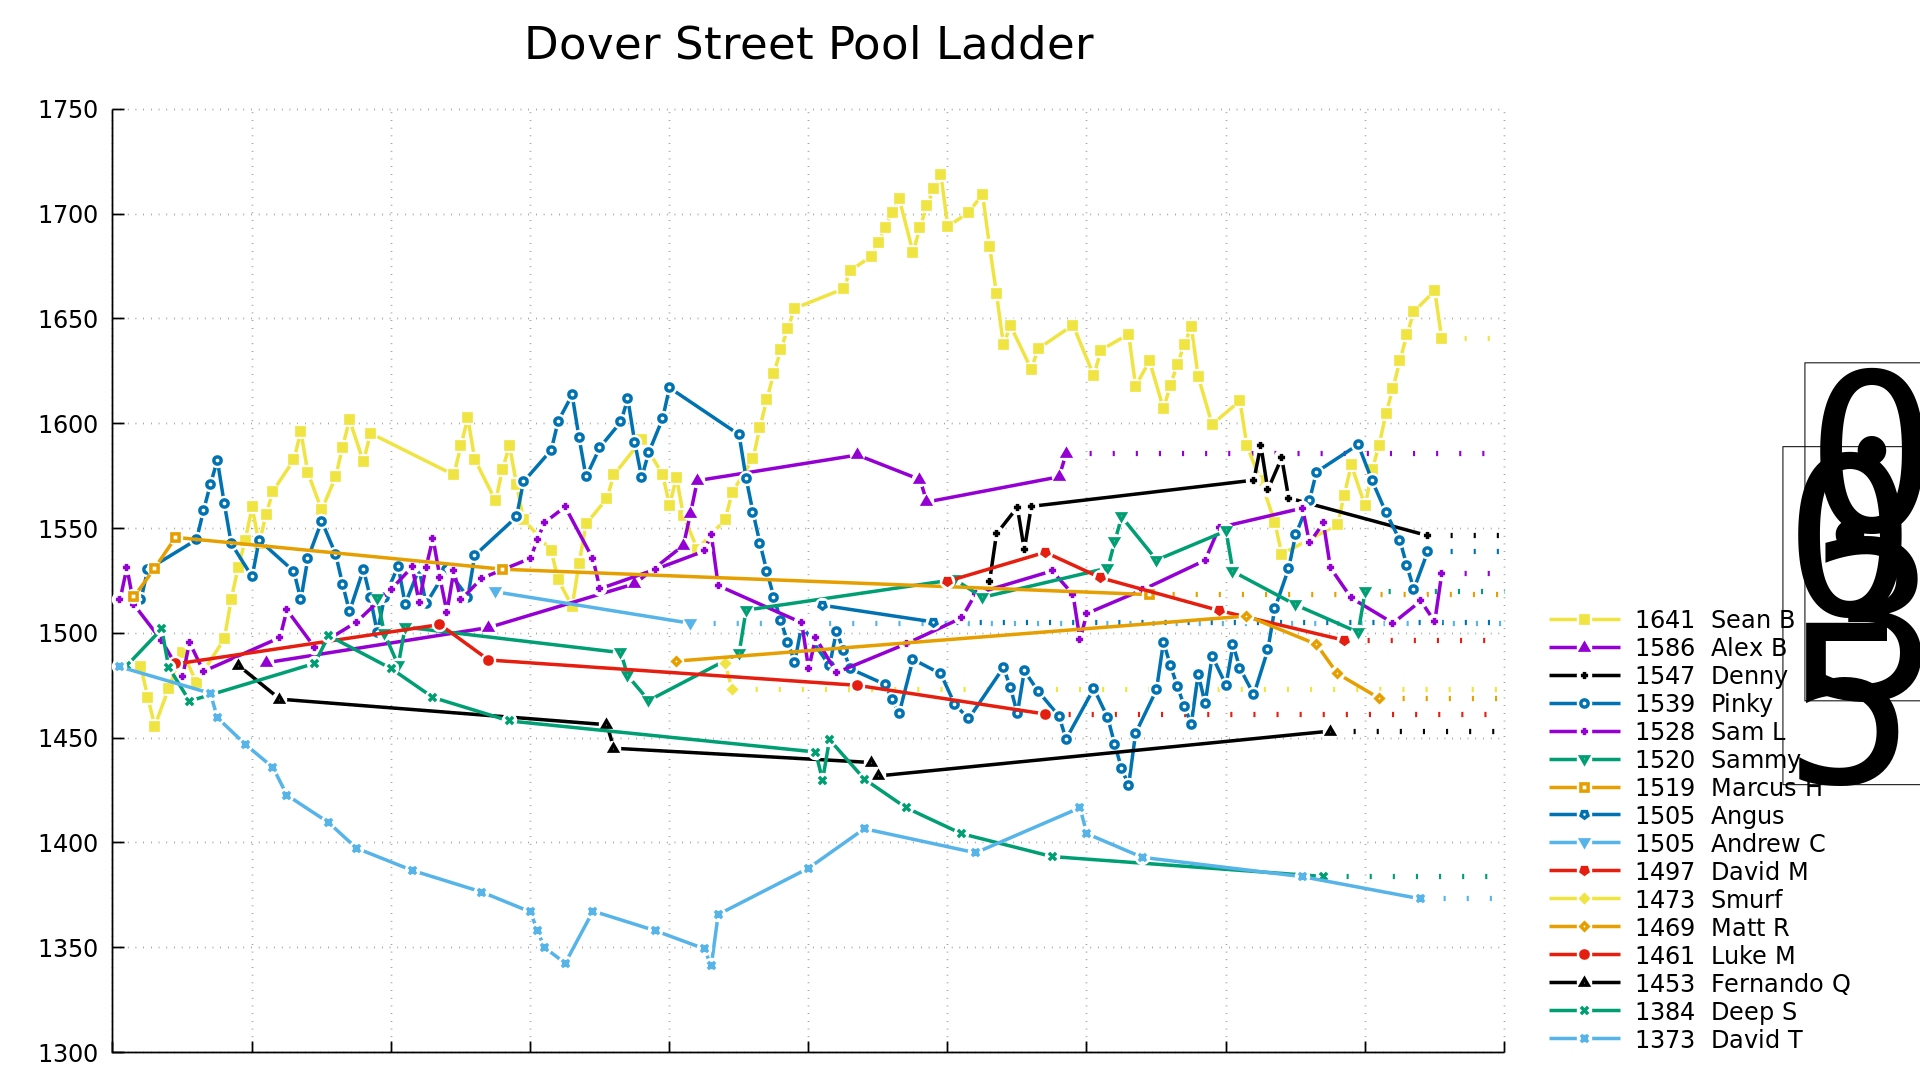 Dover Street Pool Ladder
1750
1700
1650
1600
1550
1500
1450
1400
1350
1300
1641 Sean B
1586 Alex B
1547 Denny
1539 Pinky
1528 Sam L
1520 Sammy
1519 Marcus H
1505 Angus
1505 Andrew C
1497 David M
1473 Smurf
1469 Matt R
1461 Luke M
1453 Fernando Q
1384 Deep S
1373 David T